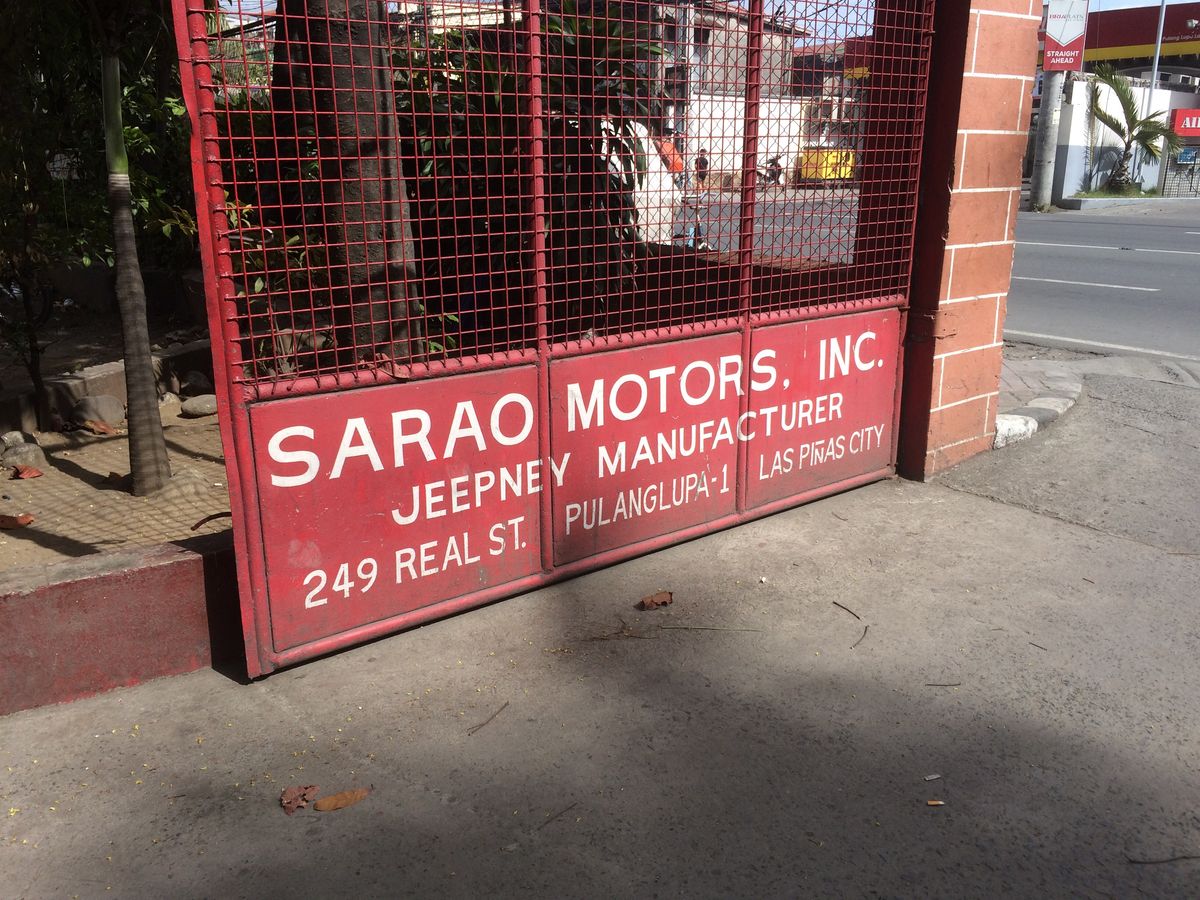 SARAO MOTORS, INC.
JEEPNEY MANUFACTURER
249 REAL ST. PULANGLUPA-1 LAS PIñAS CITY
STRAIGHT
AHEAD